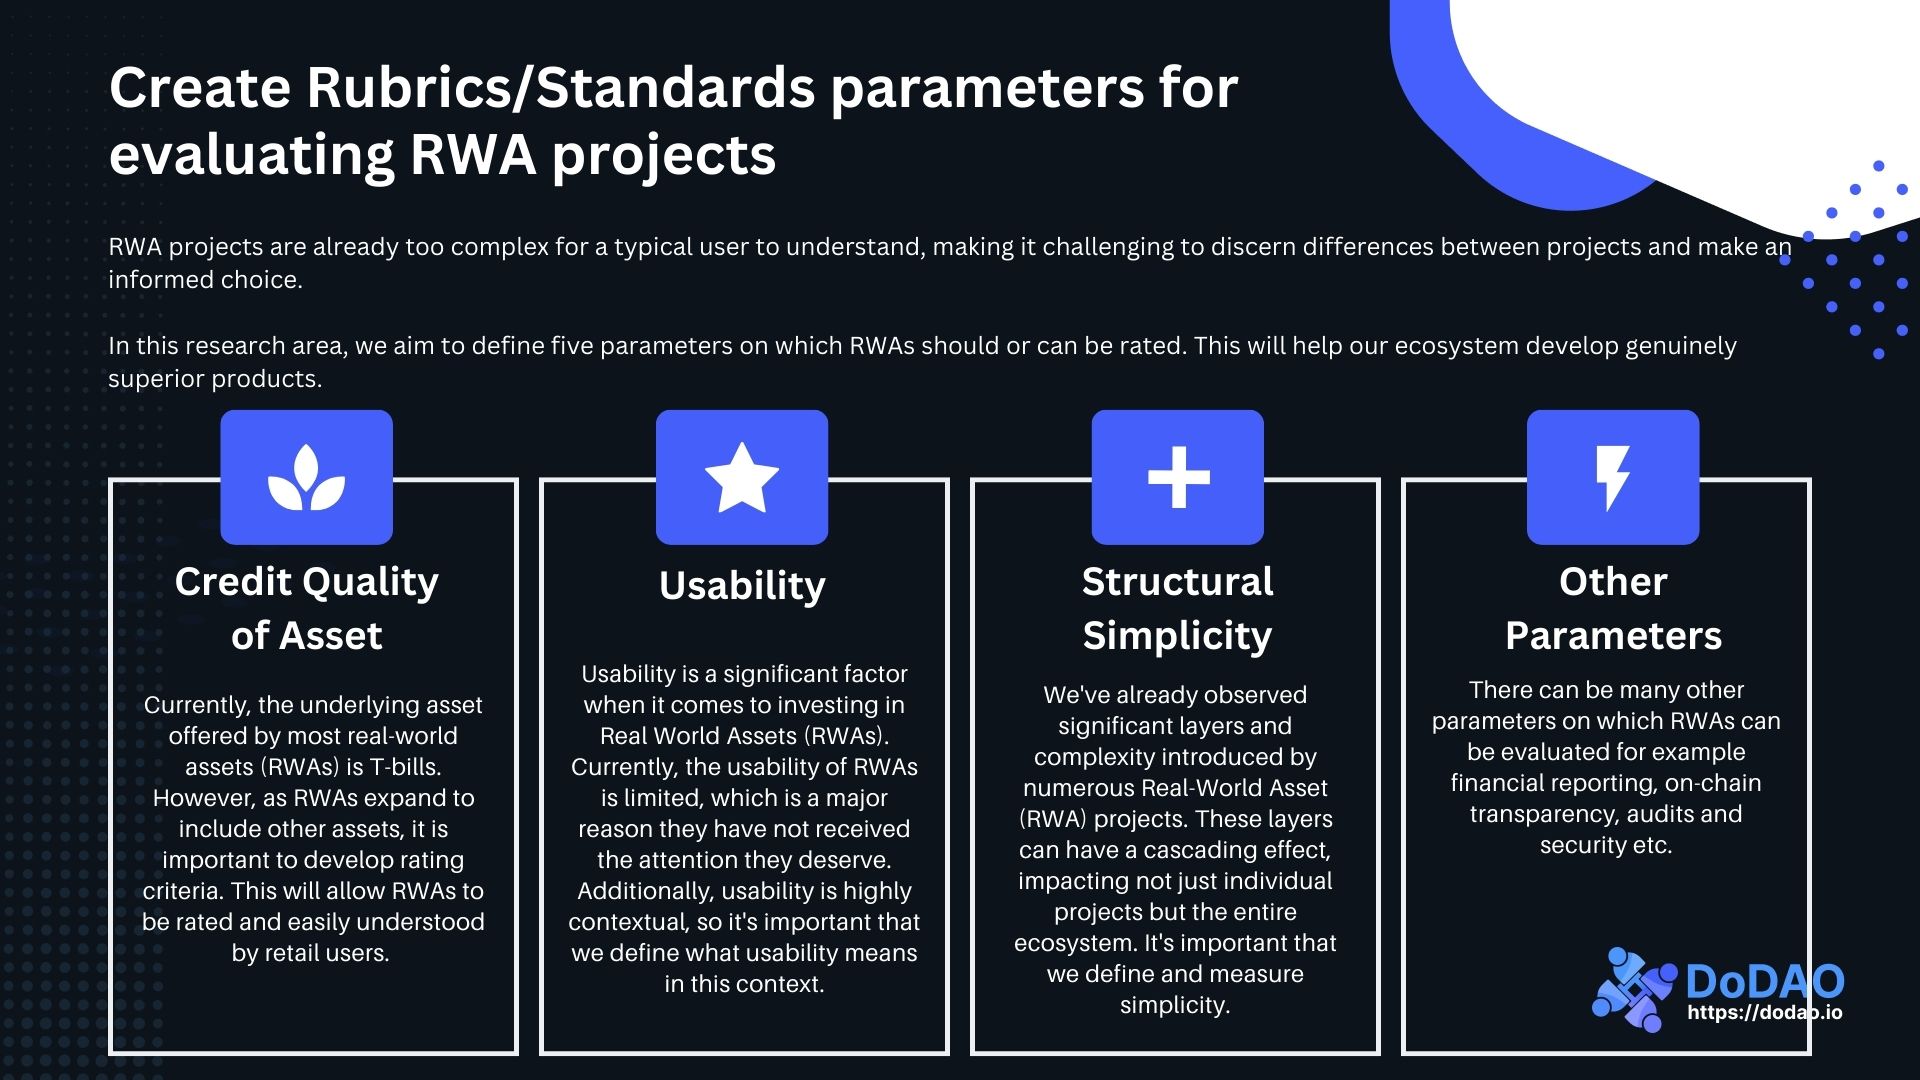 Create Rubrics/Standards parameters for
evaluating RWA projects
RWA projects are already too complex for a typical user to understand, making it challenging to discern differences between projects and make an
informed choice.
In this research area, we aim to define five parameters on which RWAs should or can be rated. This will help our ecosystem develop genuinely
superior products.
Credit Quality
of Asset
Currently, the underlying asset
offered by most real-world
assets (RWAs) is T-bills.
However, as RWAs expand to
include other assets, it is
important to develop rating
criteria. This will allow RWAs to
be rated and easily understood
by retail users.
Usability
Usability is a significant factor
when it comes to investing in
Real World Assets (RWAs).
Currently, the usability of RWAs
is limited, which is a major
reason they have not received
the attention they deserve.
Additionally, usability is highly
contextual, so it's important that
we define what usability means
in this context.
Structural
Simplicity
We've already observed
significant layers and
complexity introduced by
numerous Real-World Asset
(RWA) projects. These layers
can have a cascading effect,
impacting not just individual
projects but the entire
ecosystem. It's important that
we define and measure
simplicity.
Other
Parameters
There can be many other
parameters on which RWAs can
be evaluated for example
financial reporting, on-chain
transparency, audits and
security etc.
DoDAO
https://dodao.io